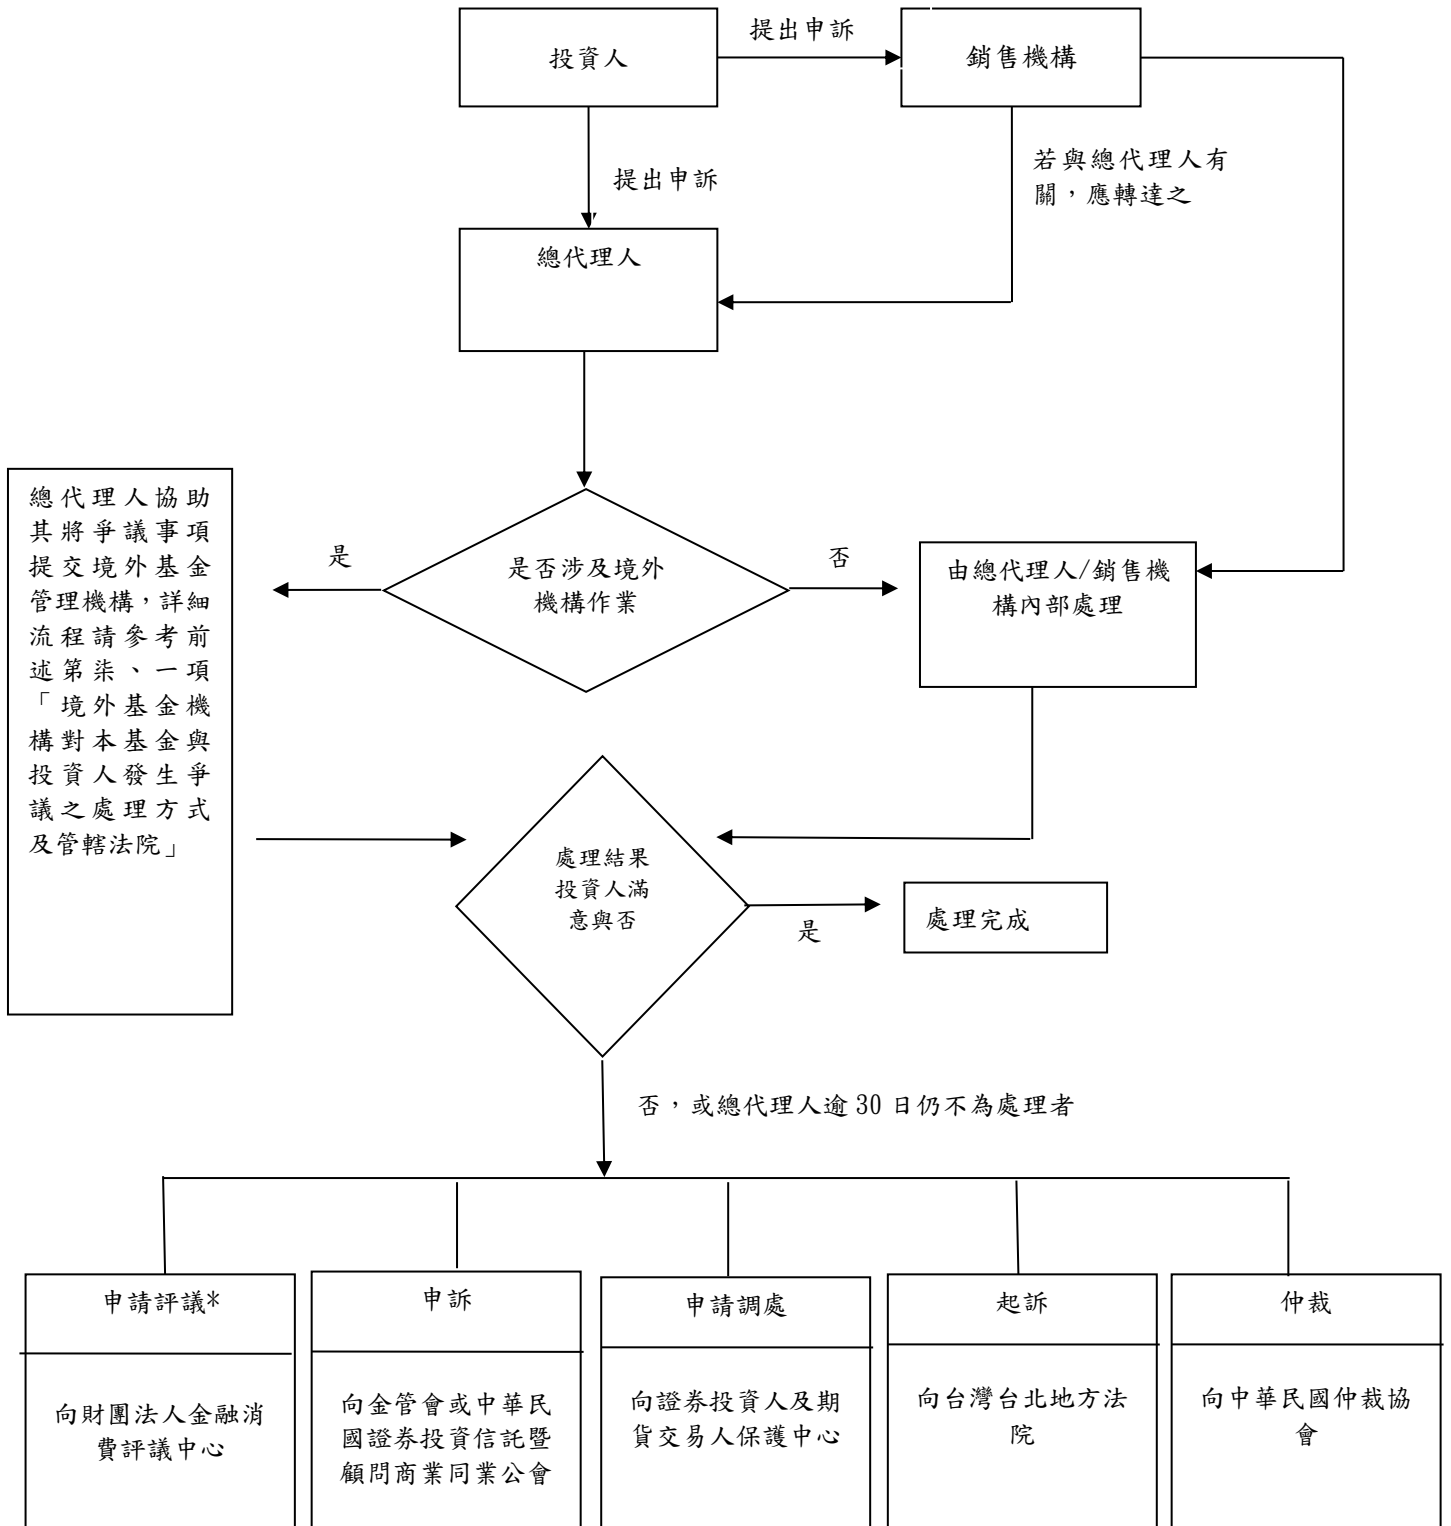 投資人
提出申訴
銷售機構
提出申訴
若與總代理人有
關，應轉達之
總代理人
總代理人協助
其將爭議事項
提交境外基金
管理機構，詳細
流程請參考前
述第柒、一項
「境外基金機
構對本基金與
投資人發生爭
議之處理方式
及管轄法院」
是
是否涉及境外
機構作業
否
由總代理人/銷售機
構內部處理
處理結果
投資人滿
意與否
是
處理完成
否，或總代理人逾 30 日仍不為處理者
申請評議*
向財團法人金融消
費評議中心
申訴
向金管會或中華民
國證券投資信託暨
顧問商業同業公會
申請調處
向證券投資人及期
貨交易人保護中心
起訴
向台灣台北地方法
院
仲裁
向中華民國仲裁協
會